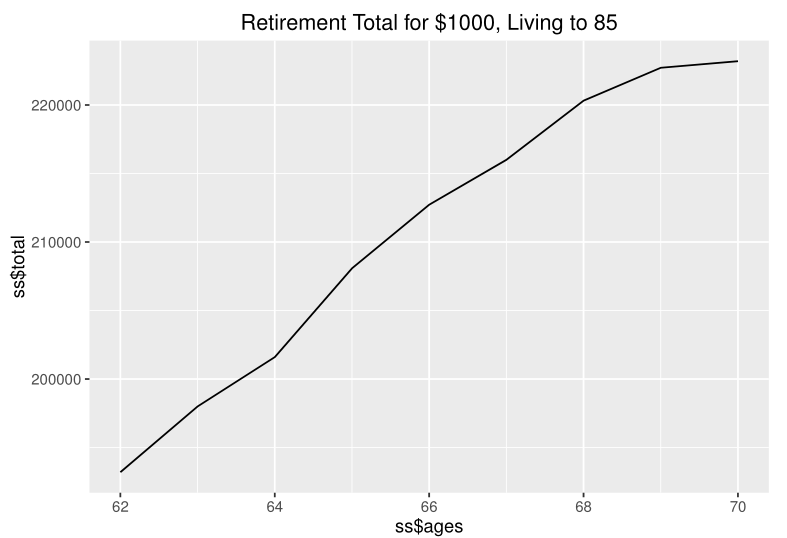 Retirement Total for $1000, Living to 85
220000
210000
200000
ss$total
62 64 66 68 70
ss$ages